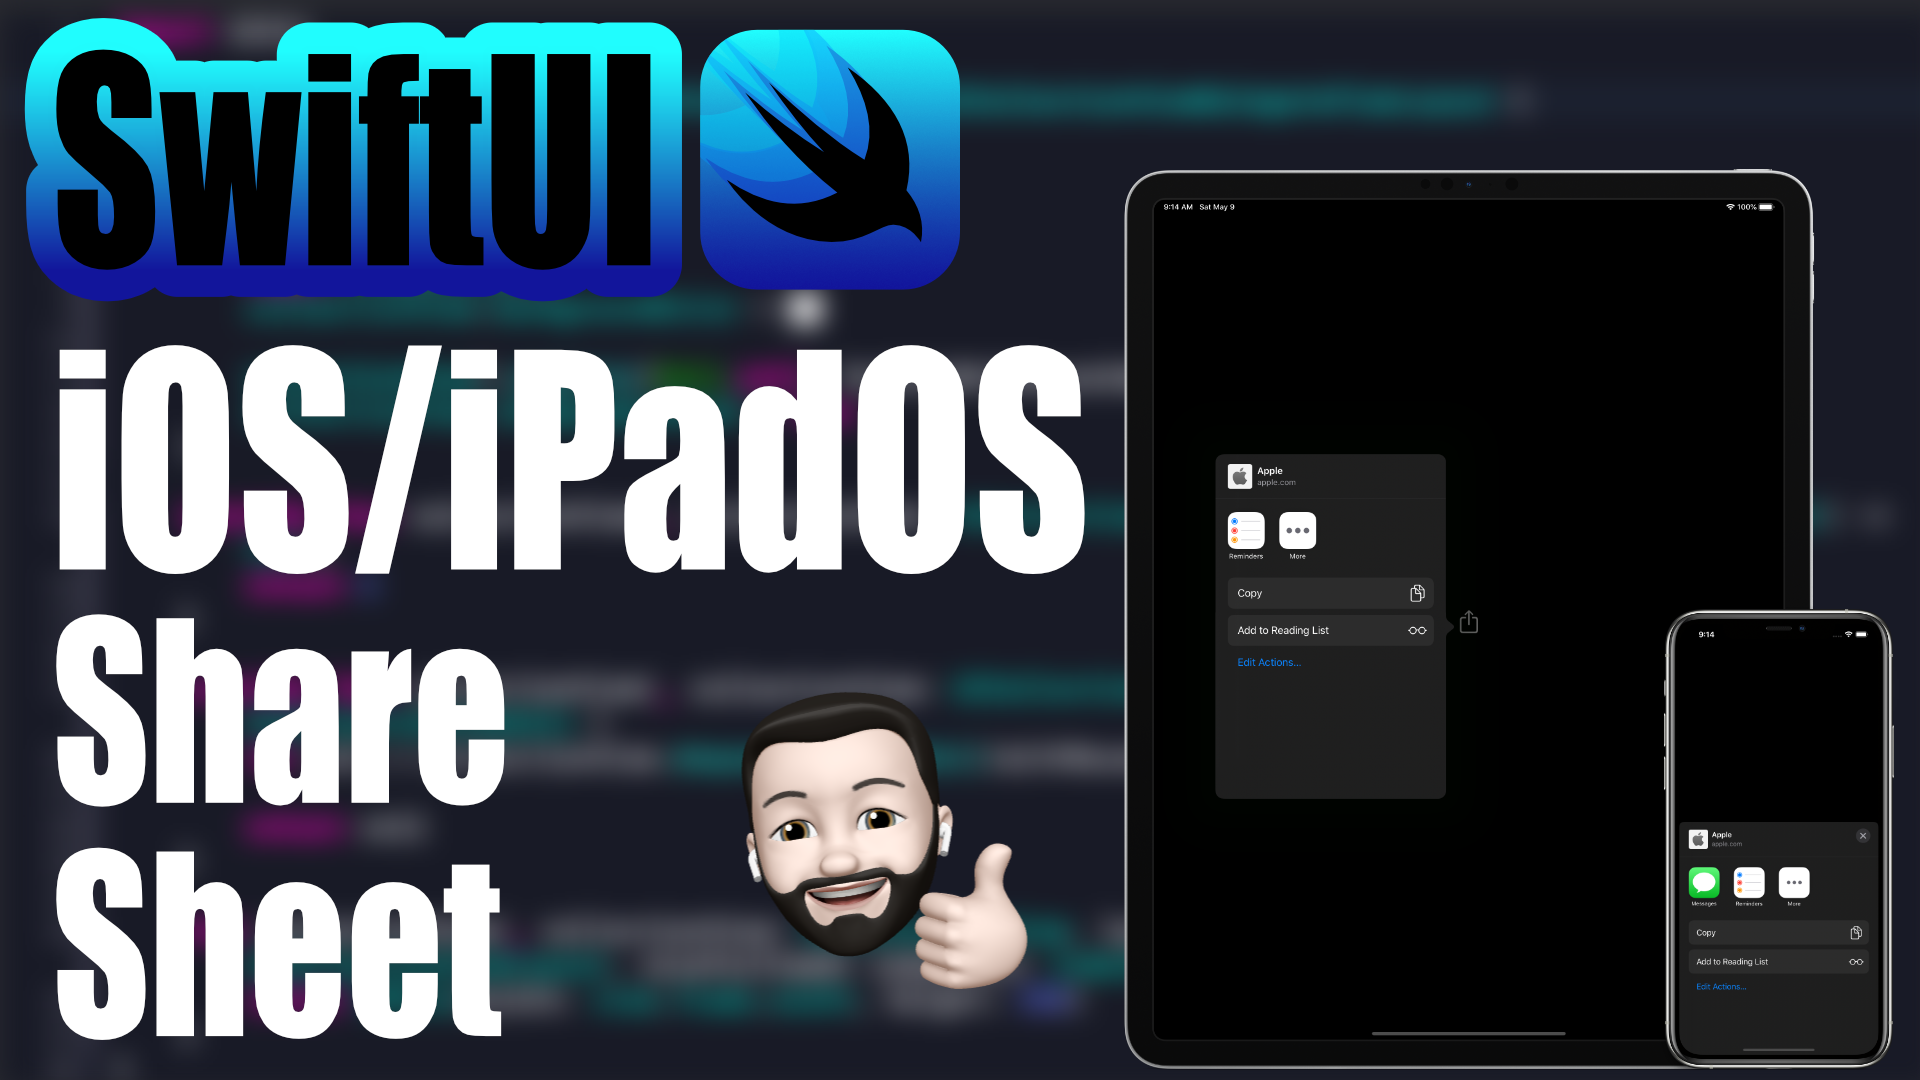 SwiftUI
iOS/iPadOS
Share
Sheet
9:14 AM Sat May 9
100%
Apple
apple.com
Reminders
More
Copy
Add to Reading List
Edit Actions...
9:14
Apple
apple.com
Messages
Reminders
More
Copy
Add to Reading List
Edit Actions...